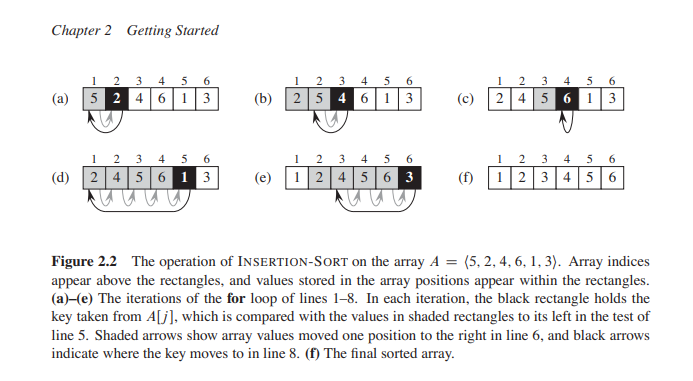 Chapter 2 Getting Started
1 2 3 4 5 6
(a) 5 2 4 6 1 3
1 2 3 4 5 6
(b) 2 5 4 6 1 3
1 2 3 4 5 6
(c) 2 4 5 6 1 3
1 2 3 4 5 6
(d) 2 4 5 6 1 3
1 2 3 4 5 6
(e) 1 2 4 5 6 3
1 2 3 4 5 6
(f) 1 2 3 4 5 6
Figure 2.2 The operation of INSERTION-SORT on the array A = ⟨5, 2, 4, 6, 1, 3⟩. Array indices
appear above the rectangles, and values stored in the array positions appear within the rectangles.
(a)–(e) The iterations of the for loop of lines 1–8. In each iteration, the black rectangle holds the
key taken from A[j], which is compared with the values in shaded rectangles to its left in the test of
line 5. Shaded arrows show array values moved one position to the right in line 6, and black arrows
indicate where the key moves to in line 8. (f) The final sorted array.